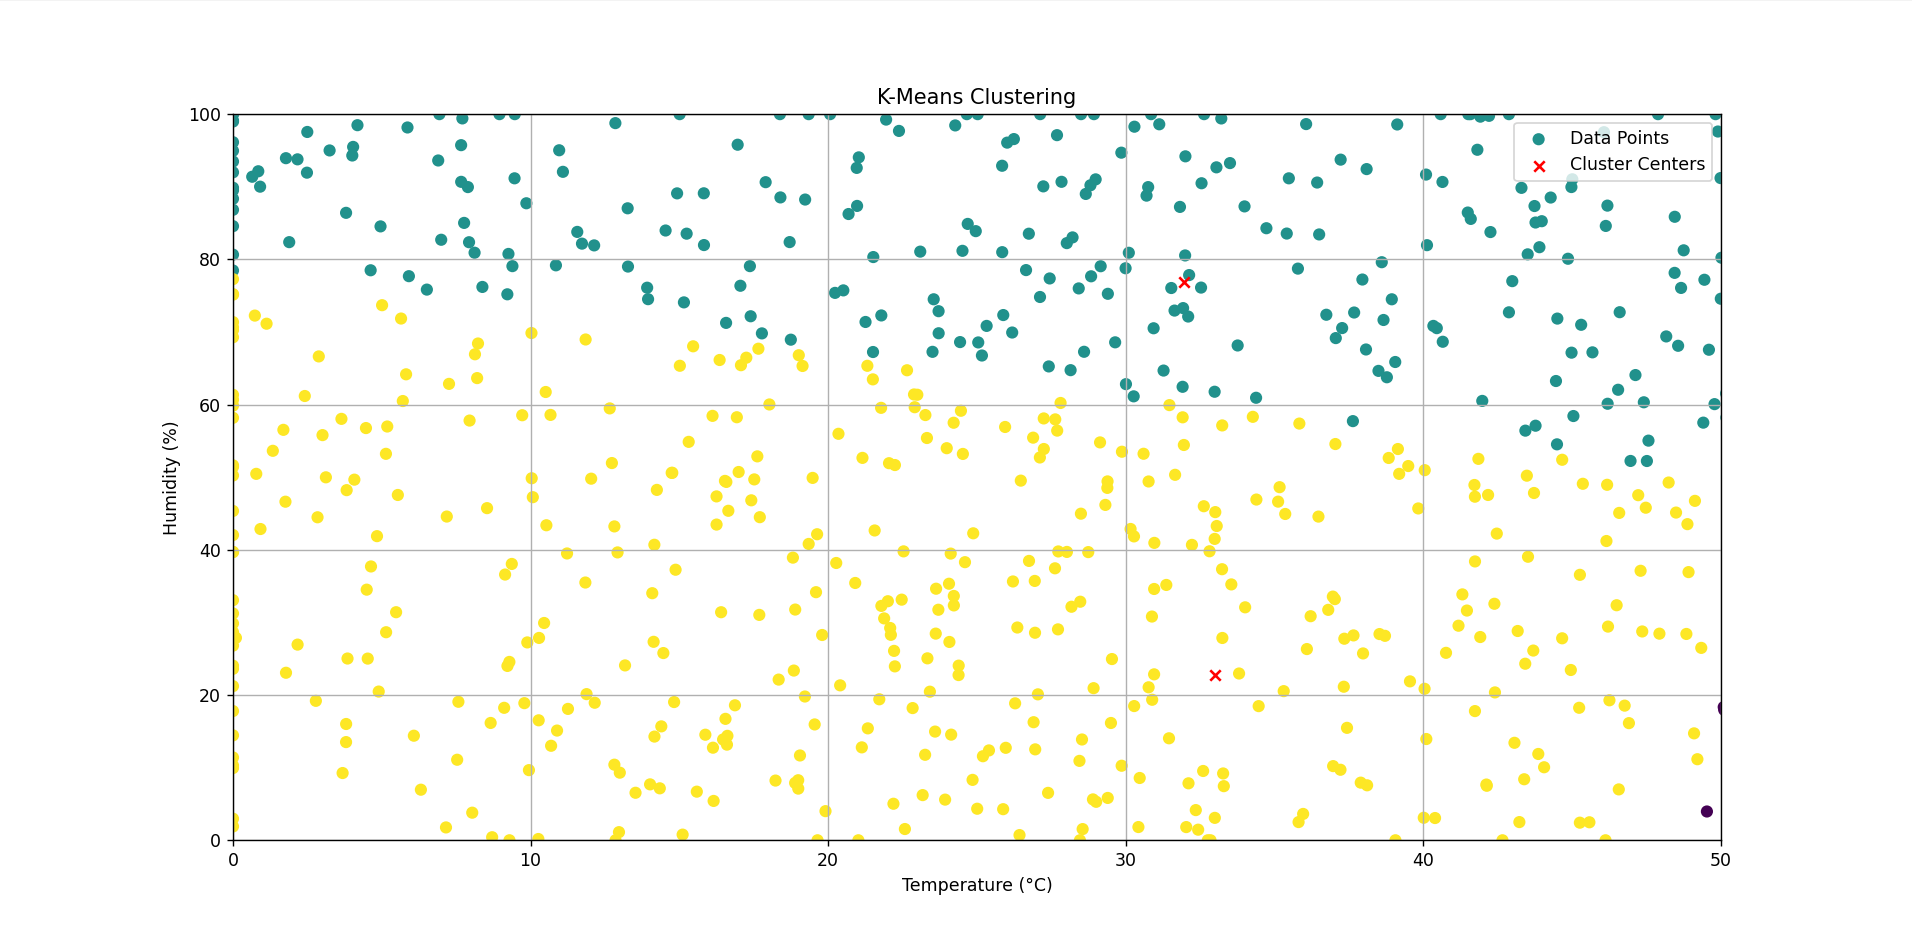 K-Means Clustering
100
80
60
40
20
0
Humidity (%)
Data Points
Cluster Centers
0 10 20 30 40 50
Temperature (°C)